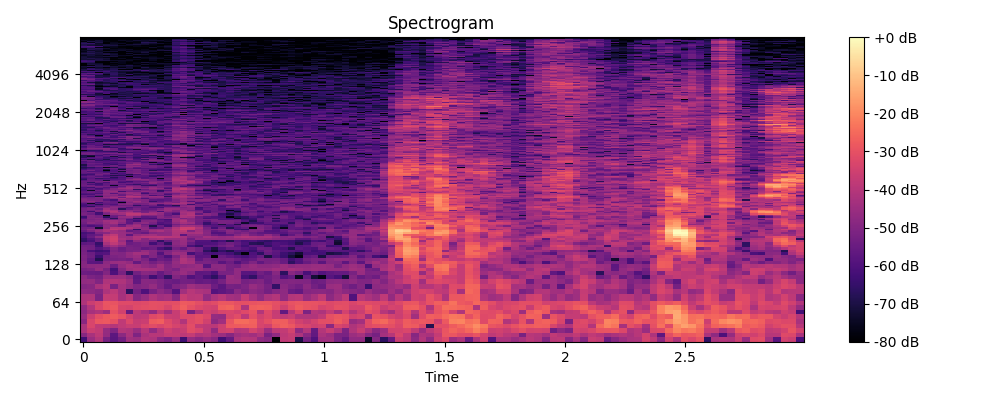 Spectrogram
Hz
4096
2048
1024
512
256
128
64
0
0
0.5
1
1.5
2
2.5
Time
+0 dB
-10 dB
-20 dB
-30 dB
-40 dB
-50 dB
-60 dB
-70 dB
-80 dB